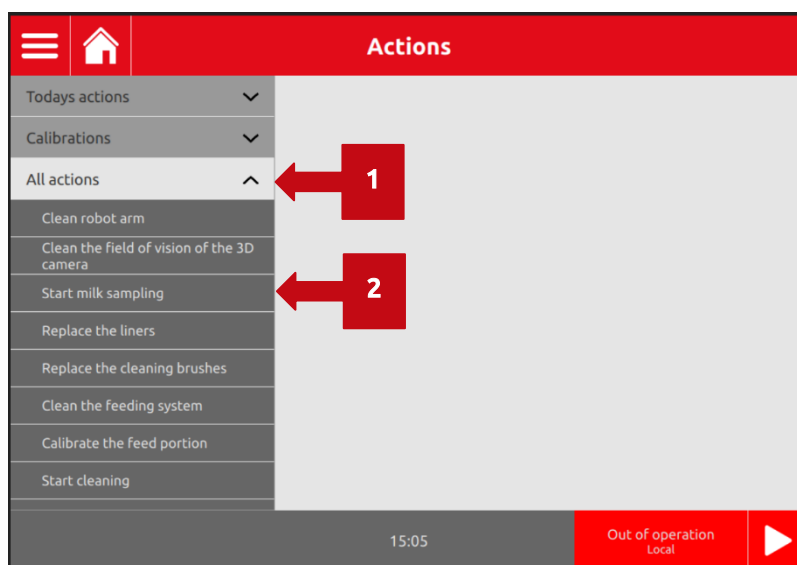 Actions
Todays actions
Calibrations
All actions
1
Clean robot arm
Clean the field of vision of the 3D
camera
Start milk sampling
2
Replace the liners
Replace the cleaning brushes
Clean the feeding system
Calibrate the feed portion
Start cleaning
15:05
Out of operation
Local